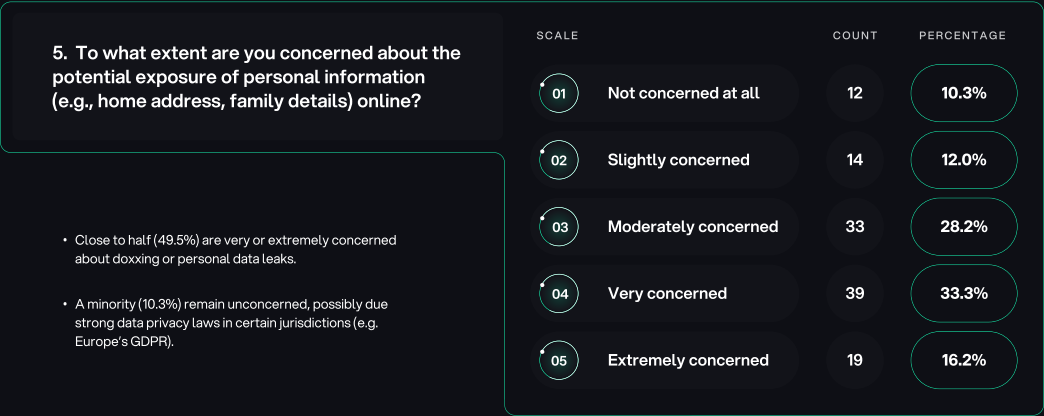 5. To what extent are you concerned about the
potential exposure of personal information
(e.g., home address, family details) online?
• Close to half (49.5%) are very or extremely concerned
about doxxing or personal data leaks.
• A minority (10.3%) remain unconcerned, possibly due
strong data privacy laws in certain jurisdictions (e.g.
Europe's GDPR).
SCALE COUNT PERCENTAGE
01 Not concerned at all 12 10.3%
02 Slightly concerned 14 12.0%
03 Moderately concerned 33 28.2%
04 Very concerned 39 33.3%
05 Extremely concerned 19 16.2%